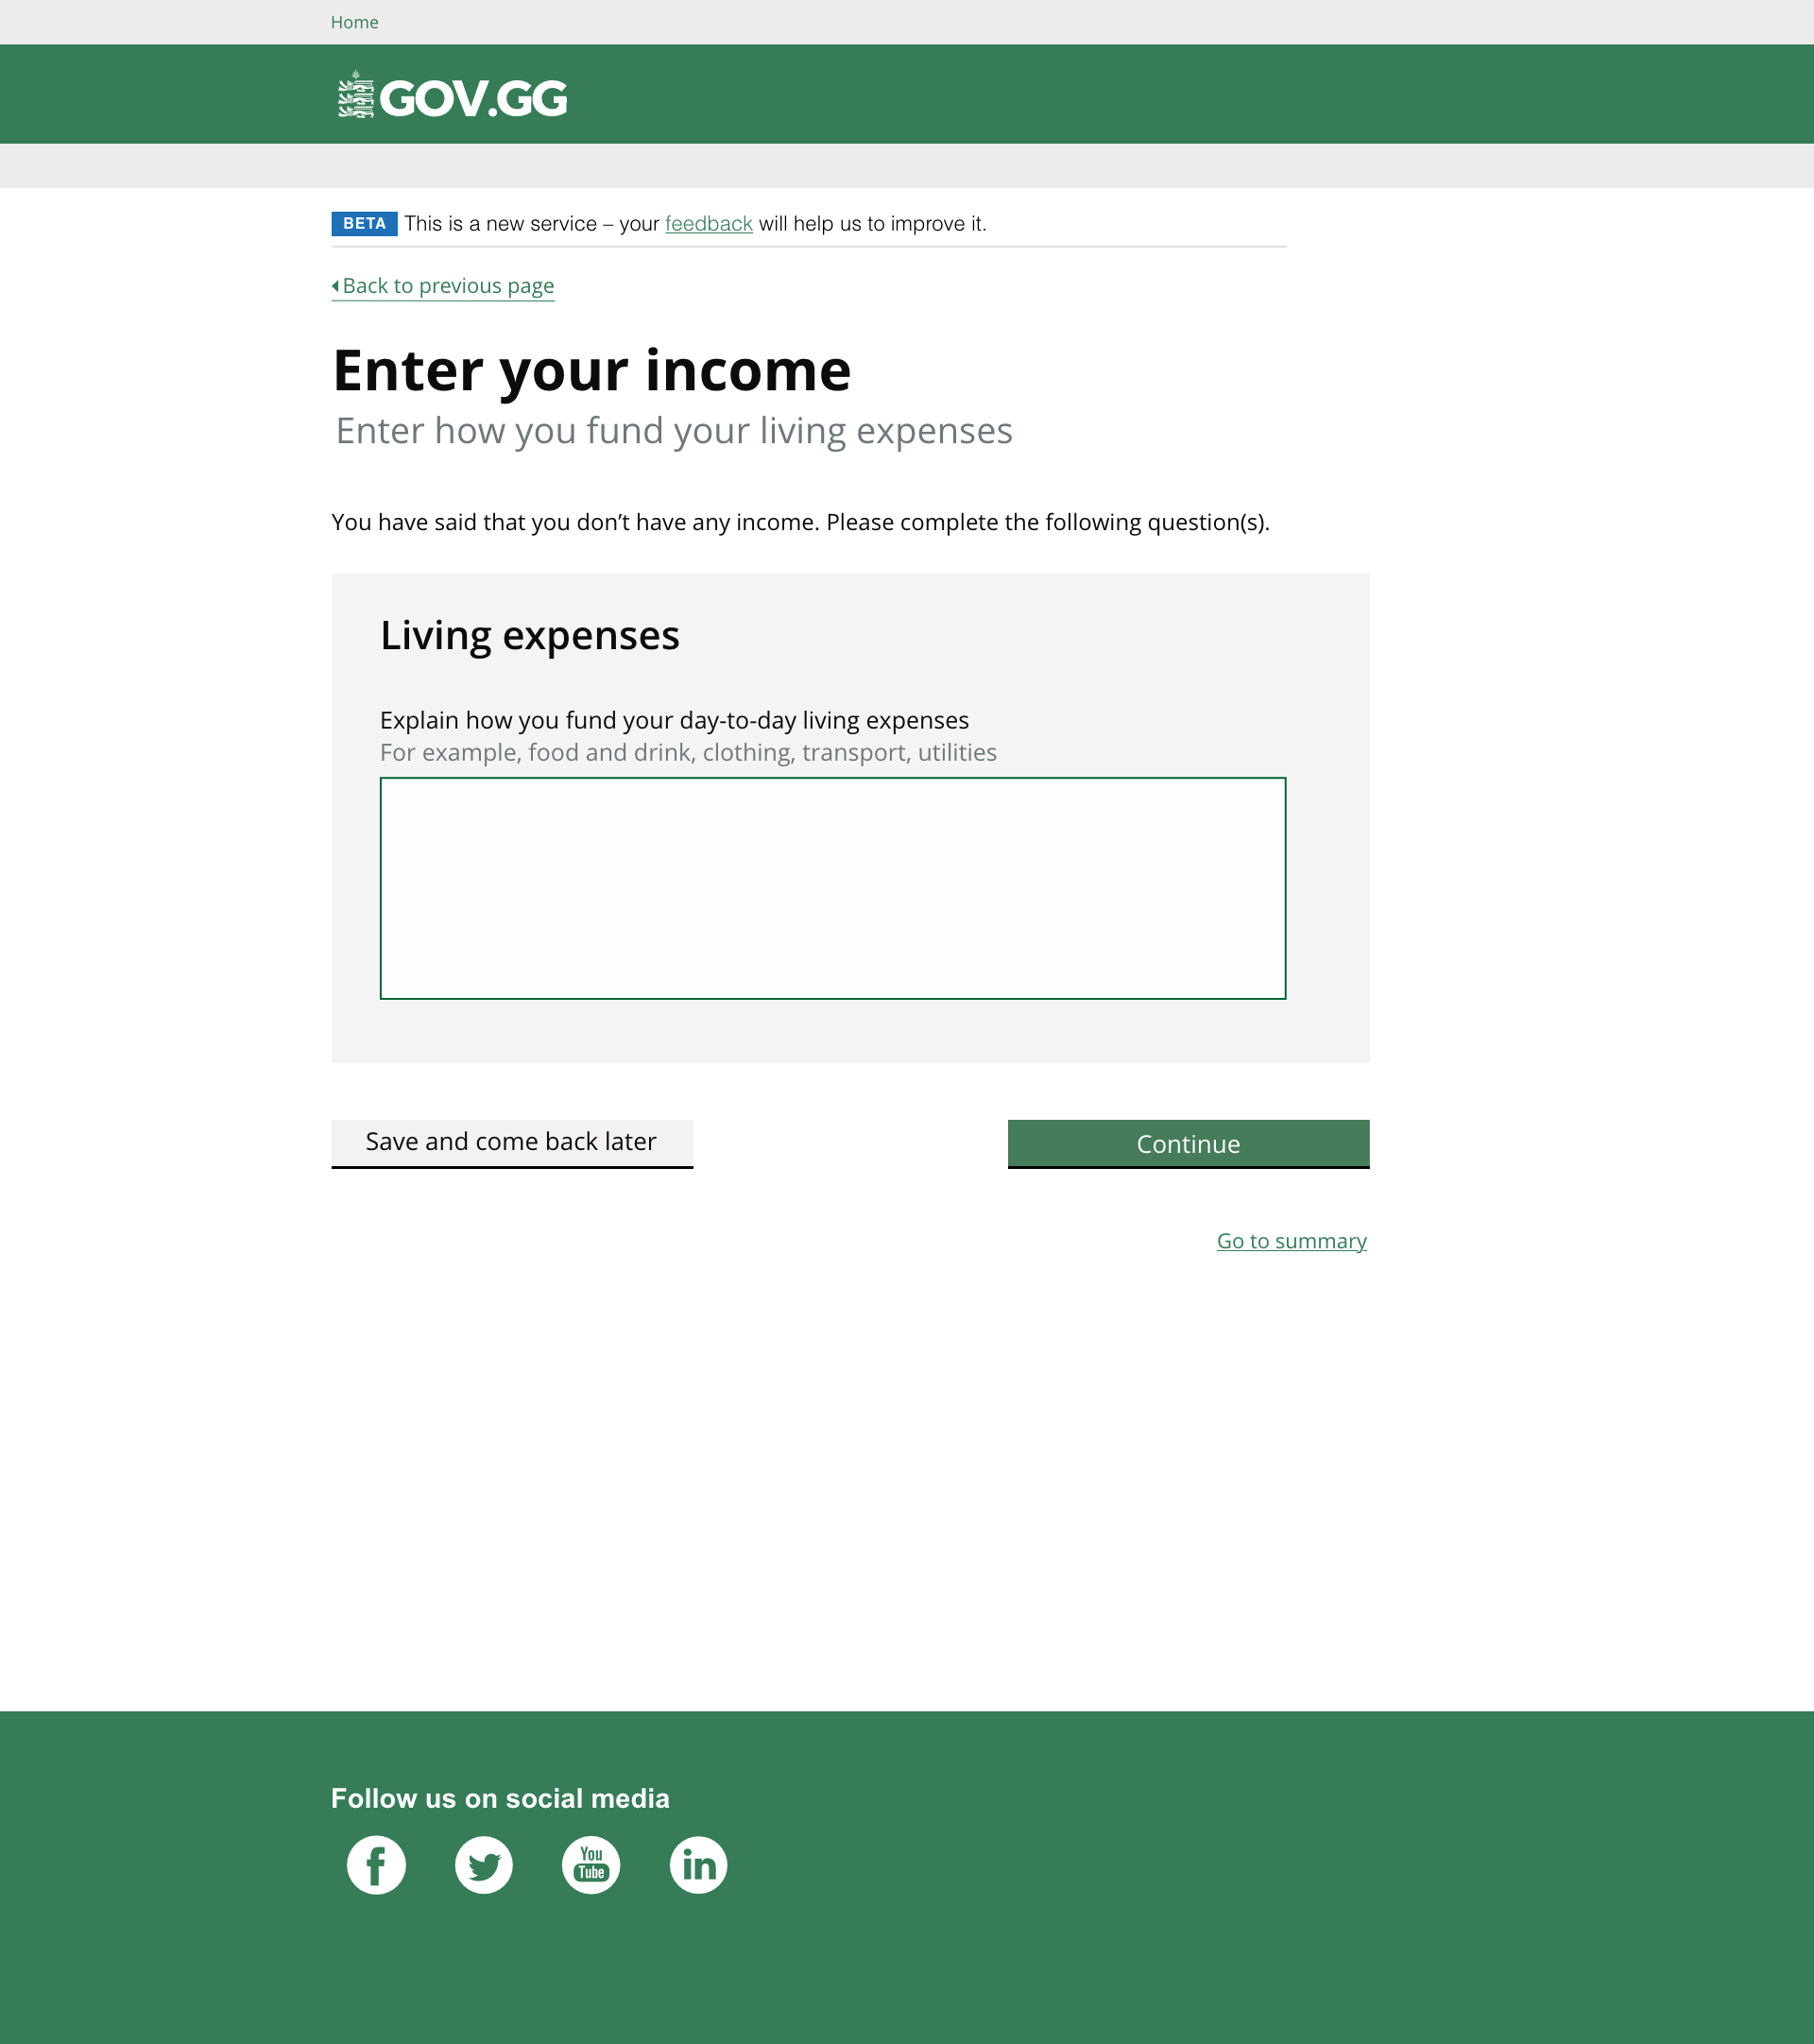 Home
GOV.GG
BETA This is a new service – your feedback will help us to improve it.
Back to previous page
Enter your income
Enter how you fund your living expenses
You have said that you don’t have any income. Please complete the following question(s).
Living expenses
Explain how you fund your day-to-day living expenses
For example, food and drink, clothing, transport, utilities
Save and come back later
Continue
Go to summary
Follow us on social media
You
Tube
in